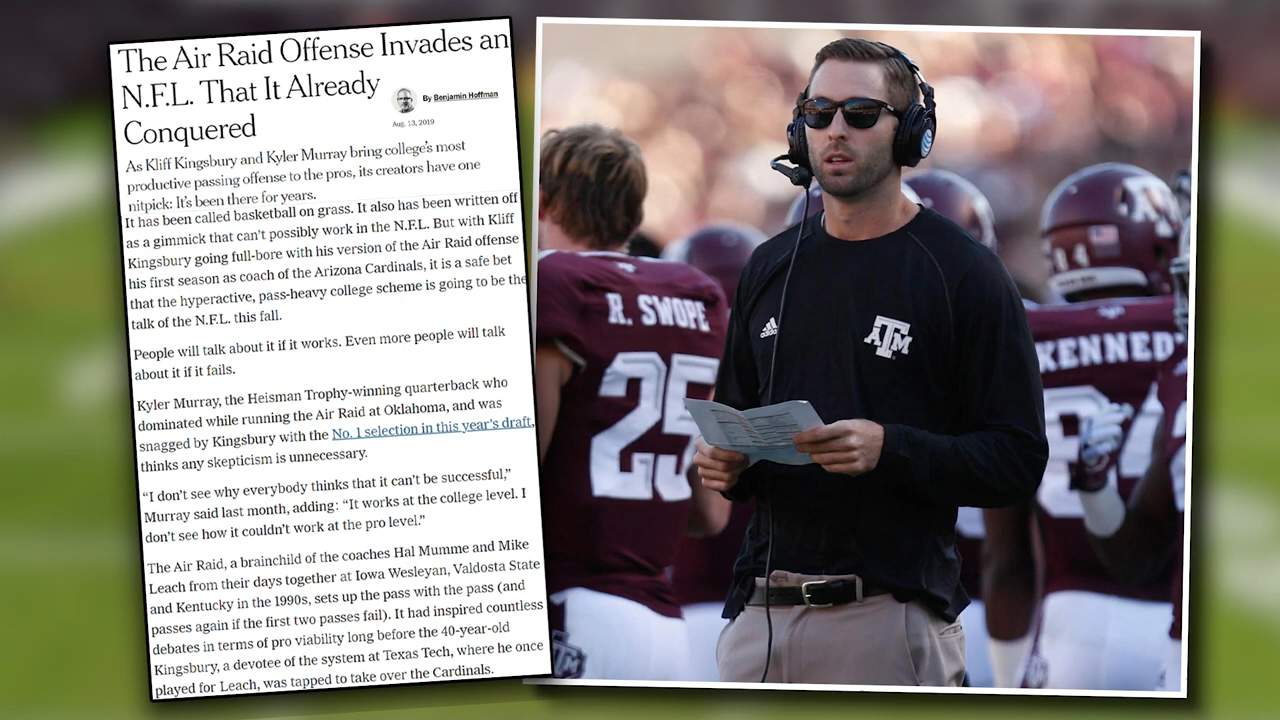 The Air Raid Offense Invades an
N.F.L. That It Already
Conquered
By Benjamin Hoffman
Aug. 13, 2019
As Kliff Kingsbury and Kyler Murray bring college's most
productive passing offense to the pros, its creators have one
nitpick: It's been there for years.
It has been called basketball on grass. It also has been written off
as a gimmick that can't possibly work in the N.F.L. But with Kliff
Kingsbury going full-bore with his version of the Air Raid offense
his first season as coach of the Arizona Cardinals, it is a safe bet
that the hyperactive, pass-heavy college scheme is going to be the
talk of the N.F.L. this fall.
People will talk about it if it works. Even more people will talk
about it if it fails.
Kyler Murray, the Heisman Trophy-winning quarterback who
dominated while running the Air Raid at Oklahoma, and was
snagged by Kingsbury with the No. 1 selection in this year's draft,
thinks any skepticism is unnecessary.
“I don't see why everybody thinks that it can't be successful,”
Murray said last month, adding: “It works at the college level. I
don't see how it couldn't work at the pro level.”
The Air Raid, a brainchild of the coaches Hal Mumme and Mike
Leach from their days together at Iowa Wesleyan, Valdosta State
and Kentucky in the 1990s, sets up the pass with the pass (and
passes again if the first two passes fail). It had inspired countless
debates in terms of pro viability long before the 40-year-old
Kingsbury, a devotee of the system at Texas Tech, where he once
played for Leach, was tapped to take over the Cardinals.
R. SWOPE
25
adidas
ATM
KENNEDY
84